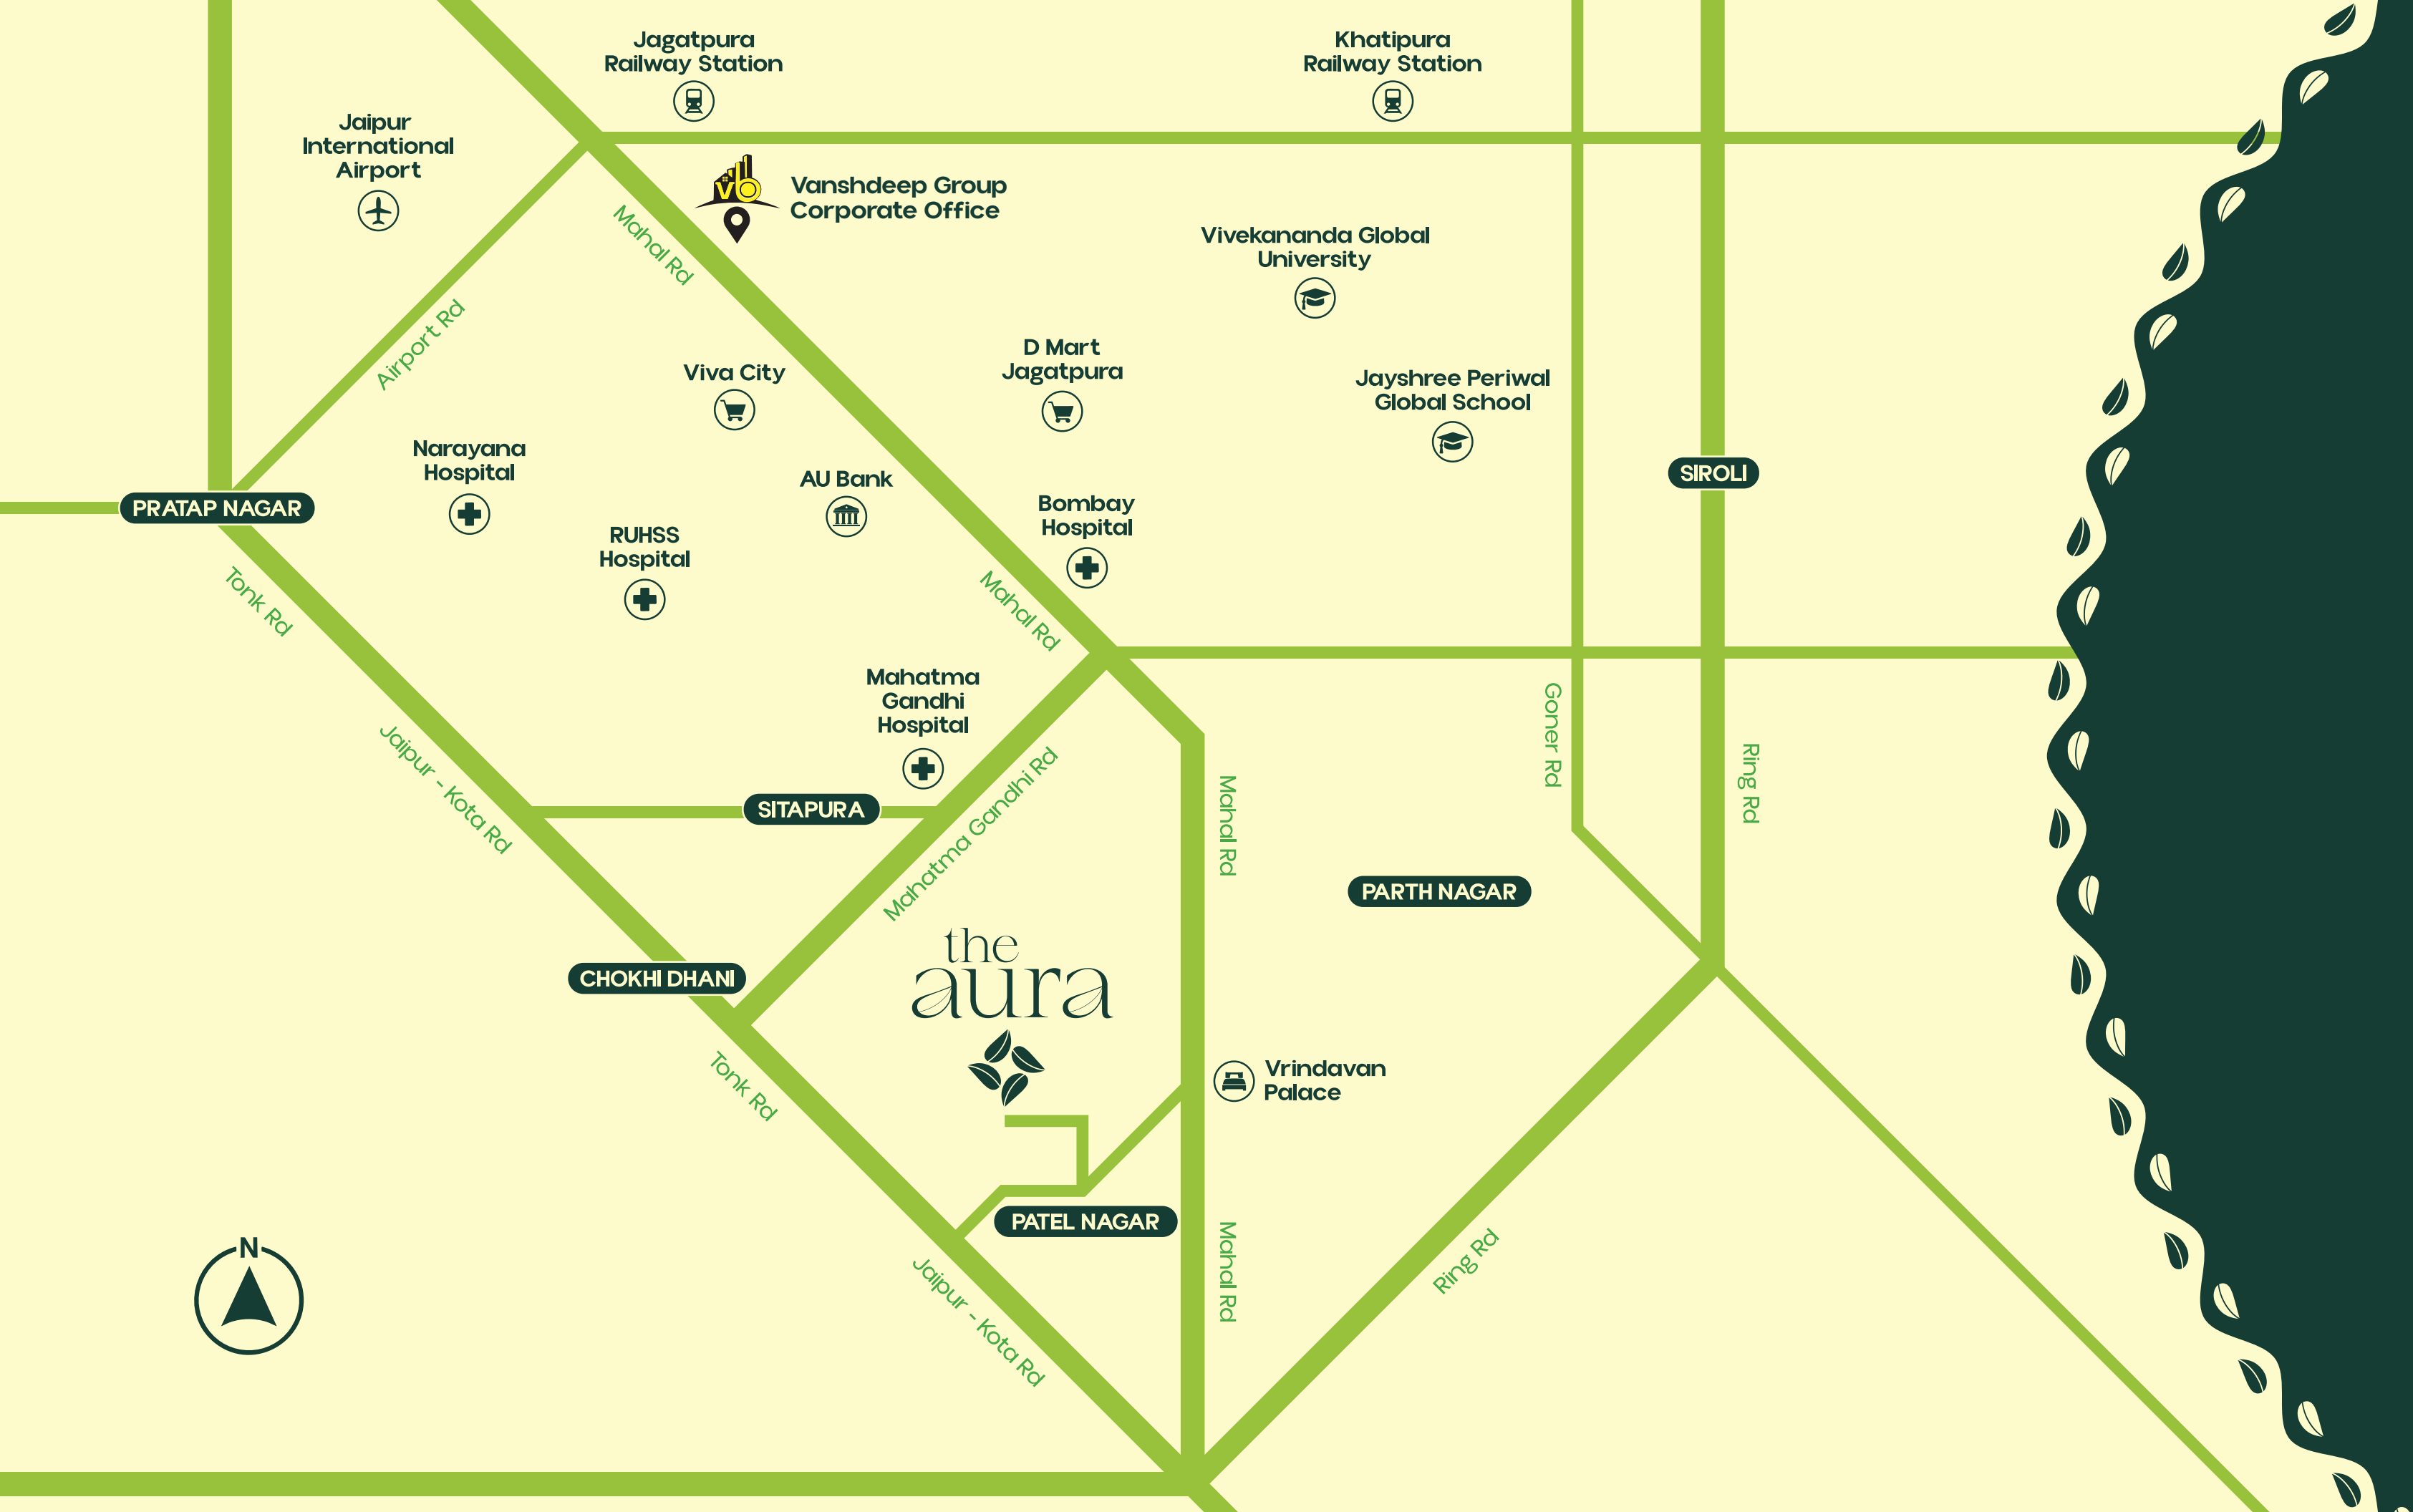 Jagatpura
Railway Station
Khatipura
Railway Station
Jaipur
International
Airport
vb
Vanshdeep Group
Corporate Office
Mahal Rd
Vivekananda Global
University
Airport Rd
Viva City
D Mart
Jagatpura
Jayshree Periwal
Global School
Narayana
Hospital
AU Bank
SIROLI
PRATAP NAGAR
Bombay
Hospital
RUHSS
Hospital
Tonk Rd
Mahal Rd
Mahatma
Gandhi
Hospital
Goner Rd
Jaipur - Kota Rd
Ring Rd
SITAPURA
Mahatma Gandhi Rd
Mahal Rd
PARTH NAGAR
the
aura
CHOKHI DHANI
Tonk Rd
Vrindavan
Palace
PATEL NAGAR
N
Jaipur - Kota Rd
Mahal Rd
Ring Rd